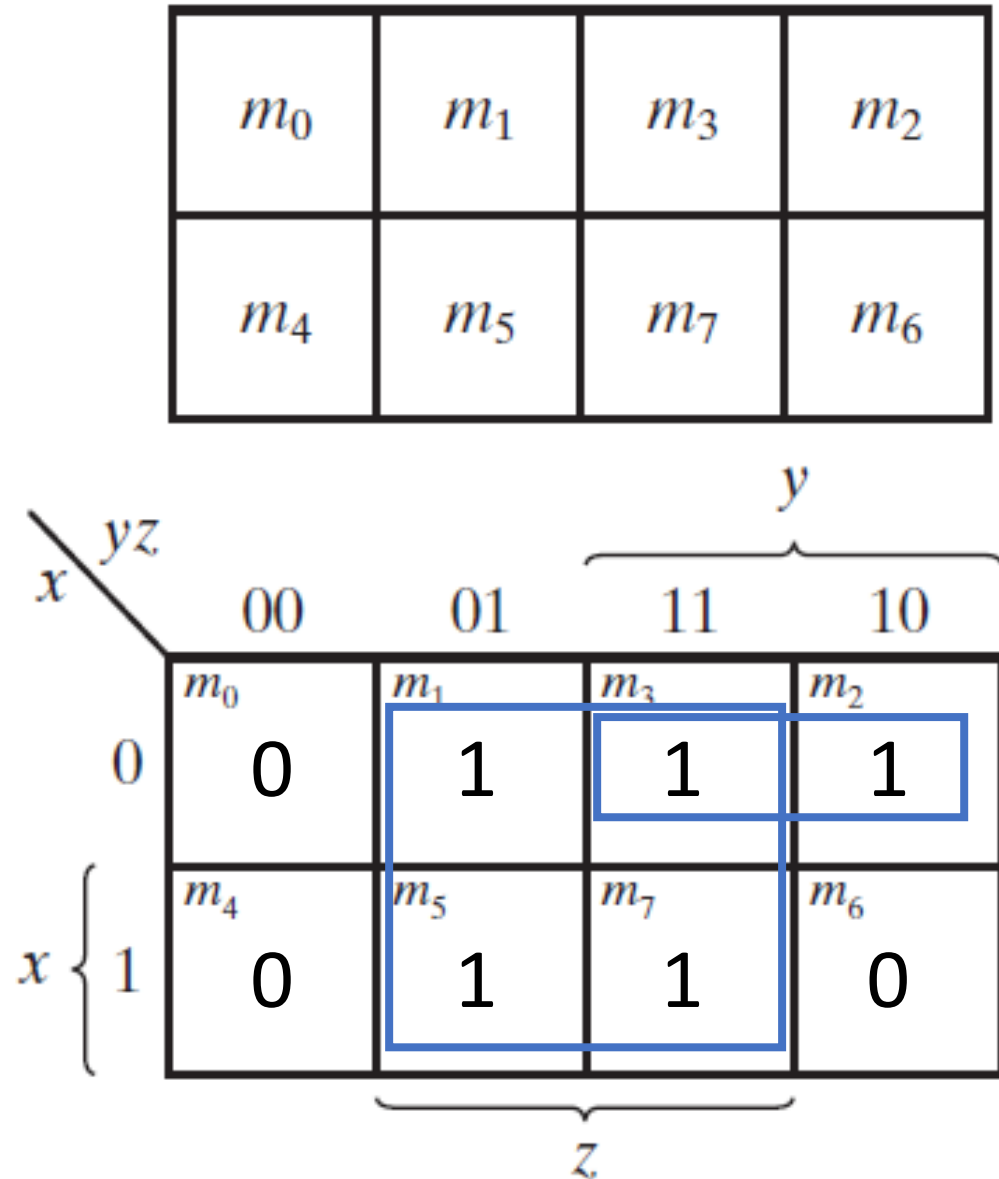 m₀ m₁ m₃ m₂
m₄ m₅ m₇ m₆
y
yz
x
00 01 11 10
m₀ m₁ m₃ m₂
0 0 1 1 1
m₄ m₅ m₇ m₆
x 1 0 1 1 0
z